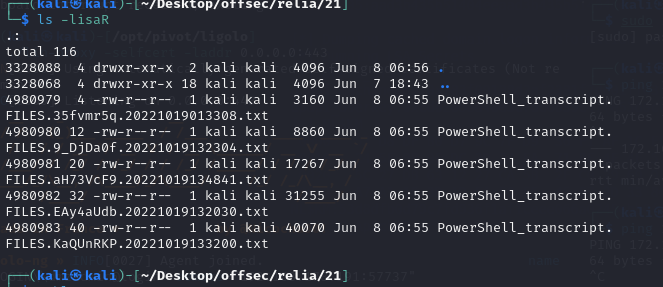 ┌──(kali㉿kali)-[~/Desktop/offsec/relia/21]
└─$ ls -lisaR
.:
total 116
3328088  4 drwxr-xr-x  2 kali kali  4096 Jun  8 06:56 .
3328068  4 drwxr-xr-x 18 kali kali  4096 Jun  7 18:43 ..
4980979  4 -rw-r--r--  1 kali kali  3160 Jun  8 06:55 PowerShell_transcript.
FILES.35fvmr5q.20221019013308.txt
4980980 12 -rw-r--r--  1 kali kali  8860 Jun  8 06:55 PowerShell_transcript.
FILES.9_DjDa0f.20221019132304.txt
4980981 20 -rw-r--r--  1 kali kali 17267 Jun  8 06:55 PowerShell_transcript.
FILES.aH73VcF9.20221019134841.txt
4980982 32 -rw-r--r--  1 kali kali 31255 Jun  8 06:55 PowerShell_transcript.
FILES.EAy4aUdb.20221019132030.txt
4980983 40 -rw-r--r--  1 kali kali 40070 Jun  8 06:55 PowerShell_transcript.
FILES.KaQUnRKP.20221019133200.txt
┌──(kali㉿kali)-[~/Desktop/offsec/relia/21]